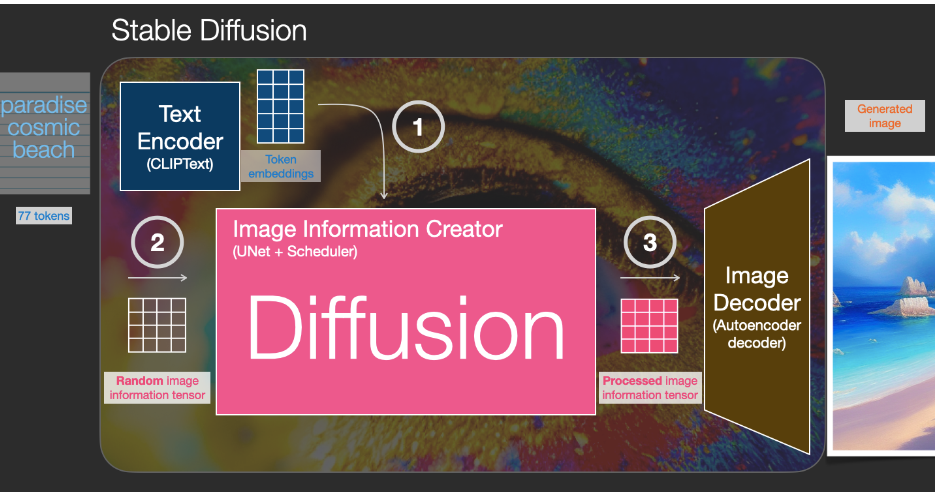 Stable Diffusion
paradise
cosmic
beach
77 tokens
Text
Encoder
(CLIPText)
Token
embeddings
1
2
Random image
information tensor
Image Information Creator
(UNet + Scheduler)
Diffusion
3
Processed image
information tensor
Image
Decoder
(Autoencoder
decoder)
Generated
image